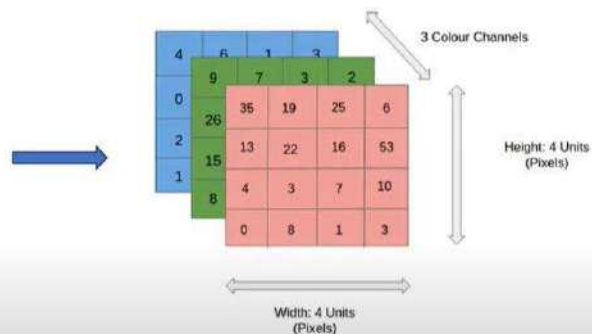 3 Colour Channels
4 6 1 3
9 7 3 2
35 19 25 6
0
26
13 22 16 53
Height: 4 Units
(Pixels)
2
15
4 3 7 10
1
8
0 8 1 3
Width: 4 Units
(Pixels)